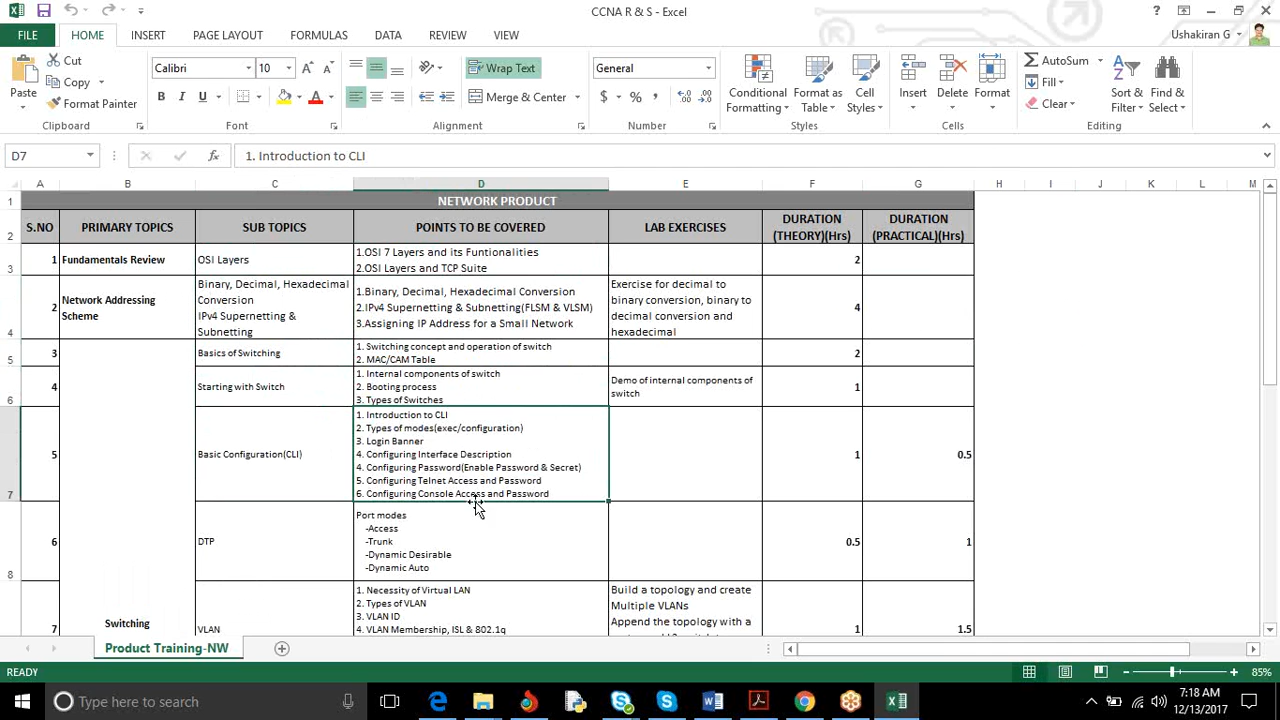 CCNA R & S - Excel
?
FILE
HOME
INSERT
PAGE LAYOUT
FORMULAS
DATA
REVIEW
VIEW
Ushakiran G
Paste
Cut
Copy
Format Painter
Clipboard
Calibri
10
B I U
Font
Wrap Text
Merge & Center
Alignment
General
$ % ,
Number
Conditional
Formatting
Format as
Table
Cell
Styles
Styles
Insert
Delete
Format
Cells
AutoSum
Fill
Clear
Sort &
Filter
Find &
Select
Editing
D7
fx
1. Introduction to CLI
A B C D E F G H I J K L M
1
NETWORK PRODUCT
2
S.NO
PRIMARY TOPICS
SUB TOPICS
POINTS TO BE COVERED
LAB EXERCISES
DURATION
(THEORY)(Hrs)
DURATION
(PRACTICAL)(Hrs)
3
1
Fundamentals Review
OSI Layers
1.OSI 7 Layers and its Funtionalities
2.OSI Layers and TCP Suite
2
4
2
Network Addressing
Scheme
Binary, Decimal, Hexadecimal
Conversion
IPv4 Supernetting &
Subnetting
1.Binary, Decimal, Hexadecimal Conversion
2.IPv4 Supernetting & Subnetting(FLSM & VLSM)
3.Assigning IP Address for a Small Network
Exercise for decimal to
binary conversion, binary to
decimal conversion and
hexadecimal
4
5
3
Basics of Switching
1. Switching concept and operation of switch
2. MAC/CAM Table
2
6
4
Starting with Switch
1. Internal components of switch
2. Booting process
3. Types of Switches
Demo of internal components of
switch
1
7
5
Basic Configuration(CLI)
1. Introduction to CLI
2. Types of modes(exec/configuration)
3. Login Banner
4. Configuring Interface Description
4. Configuring Password(Enable Password & Secret)
5. Configuring Telnet Access and Password
6. Configuring Console Access and Password
1
0.5
8
6
DTP
Port modes
-Access
-Trunk
-Dynamic Desirable
-Dynamic Auto
0.5
1
7
Switching
VLAN
1. Necessity of Virtual LAN
2. Types of VLAN
3. VLAN ID
4. VLAN Membership, ISL & 802.1q
Build a topology and create
Multiple VLANs
Append the topology with a
1
1.5
Product Training-NW
READY
85%
Type here to search
7:18 AM
12/13/2017